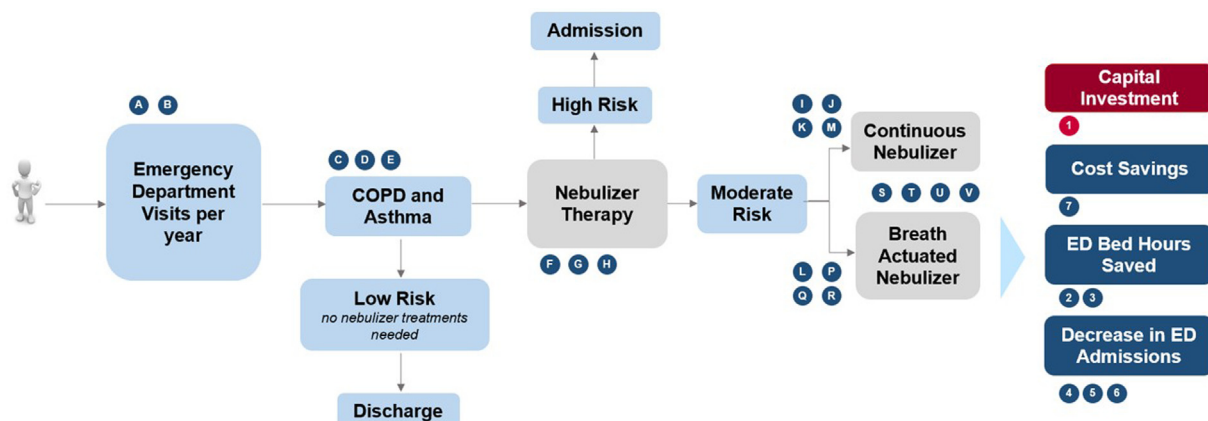 Admission
High Risk
A B
Emergency
Department
Visits per
year
C D E
COPD and
Asthma
Low Risk
no nebulizer treatments
needed
Discharge
Nebulizer
Therapy
F G H
Moderate
Risk
I J
K M
Continuous
Nebulizer
S T U V
Breath
Actuated
Nebulizer
L P
Q R
Capital
Investment
1
Cost Savings
7
ED Bed Hours
Saved
2 3
Decrease in ED
Admissions
4 5 6